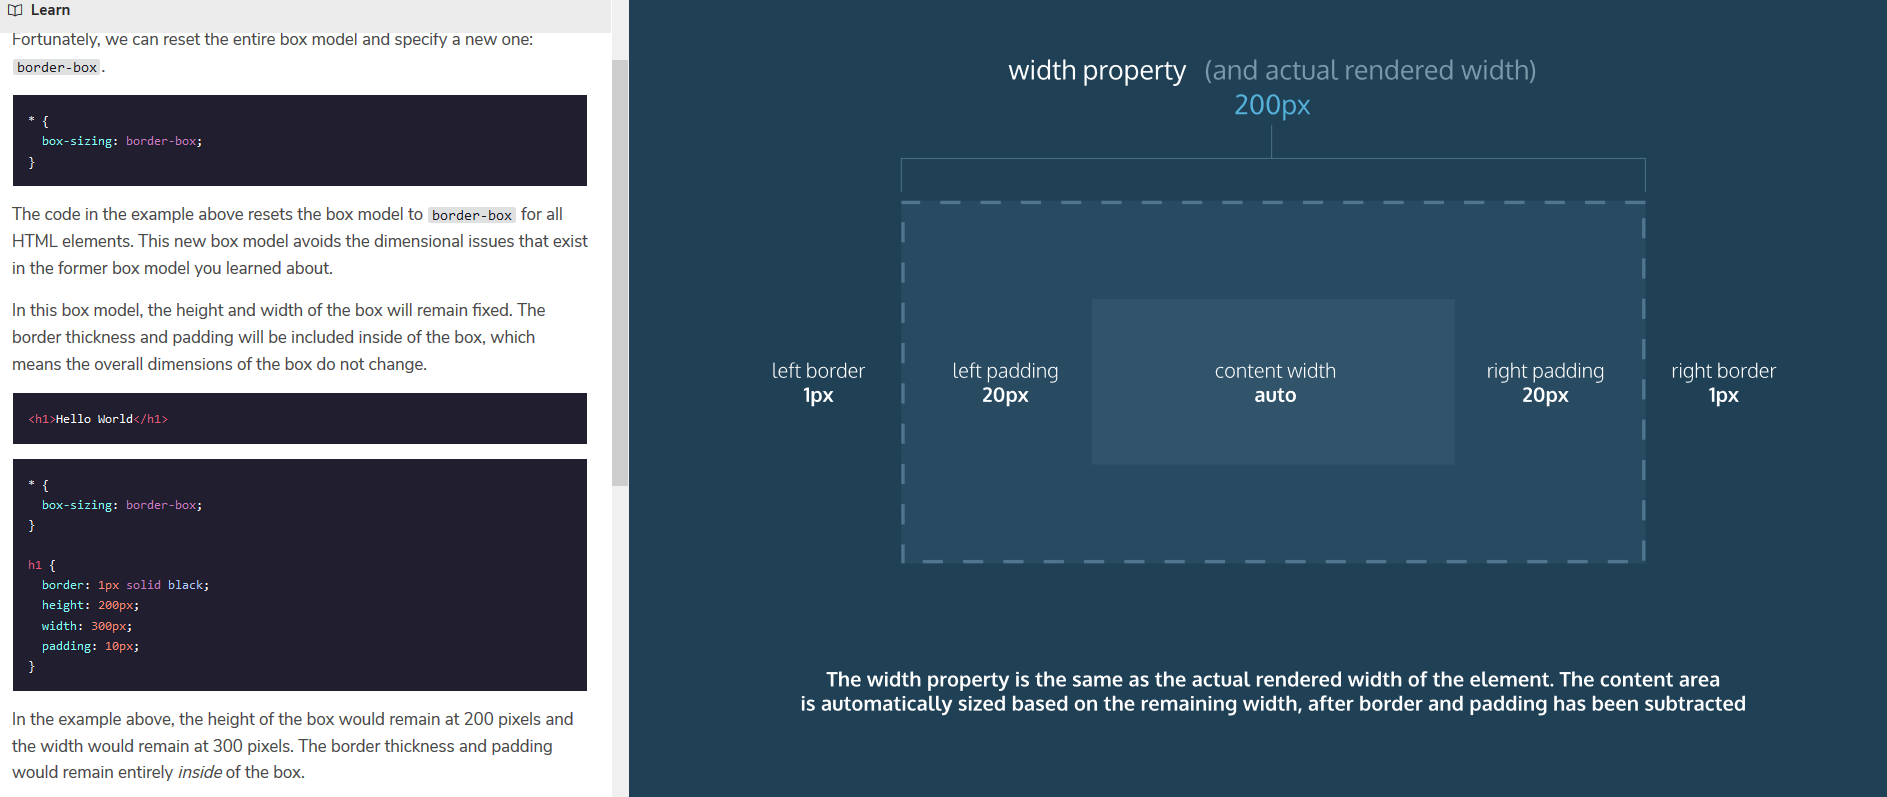 Learn
Fortunately, we can reset the entire box model and specify a new one:
border-box.
* {
  box-sizing: border-box;
}
The code in the example above resets the box model to border-box for all
HTML elements. This new box model avoids the dimensional issues that exist
in the former box model you learned about.
In this box model, the height and width of the box will remain fixed. The
border thickness and padding will be included inside of the box, which
means the overall dimensions of the box do not change.
<h1>Hello World</h1>
* {
  box-sizing: border-box;
}
h1 {
  border: 1px solid black;
  height: 200px;
  width: 300px;
  padding: 10px;
}
In the example above, the height of the box would remain at 200 pixels and
the width would remain at 300 pixels. The border thickness and padding
would remain entirely inside of the box.
width property (and actual rendered width)
200px
left border
1px
left padding
20px
content width
auto
right padding
20px
right border
1px
The width property is the same as the actual rendered width of the element. The content area
is automatically sized based on the remaining width, after border and padding has been subtracted